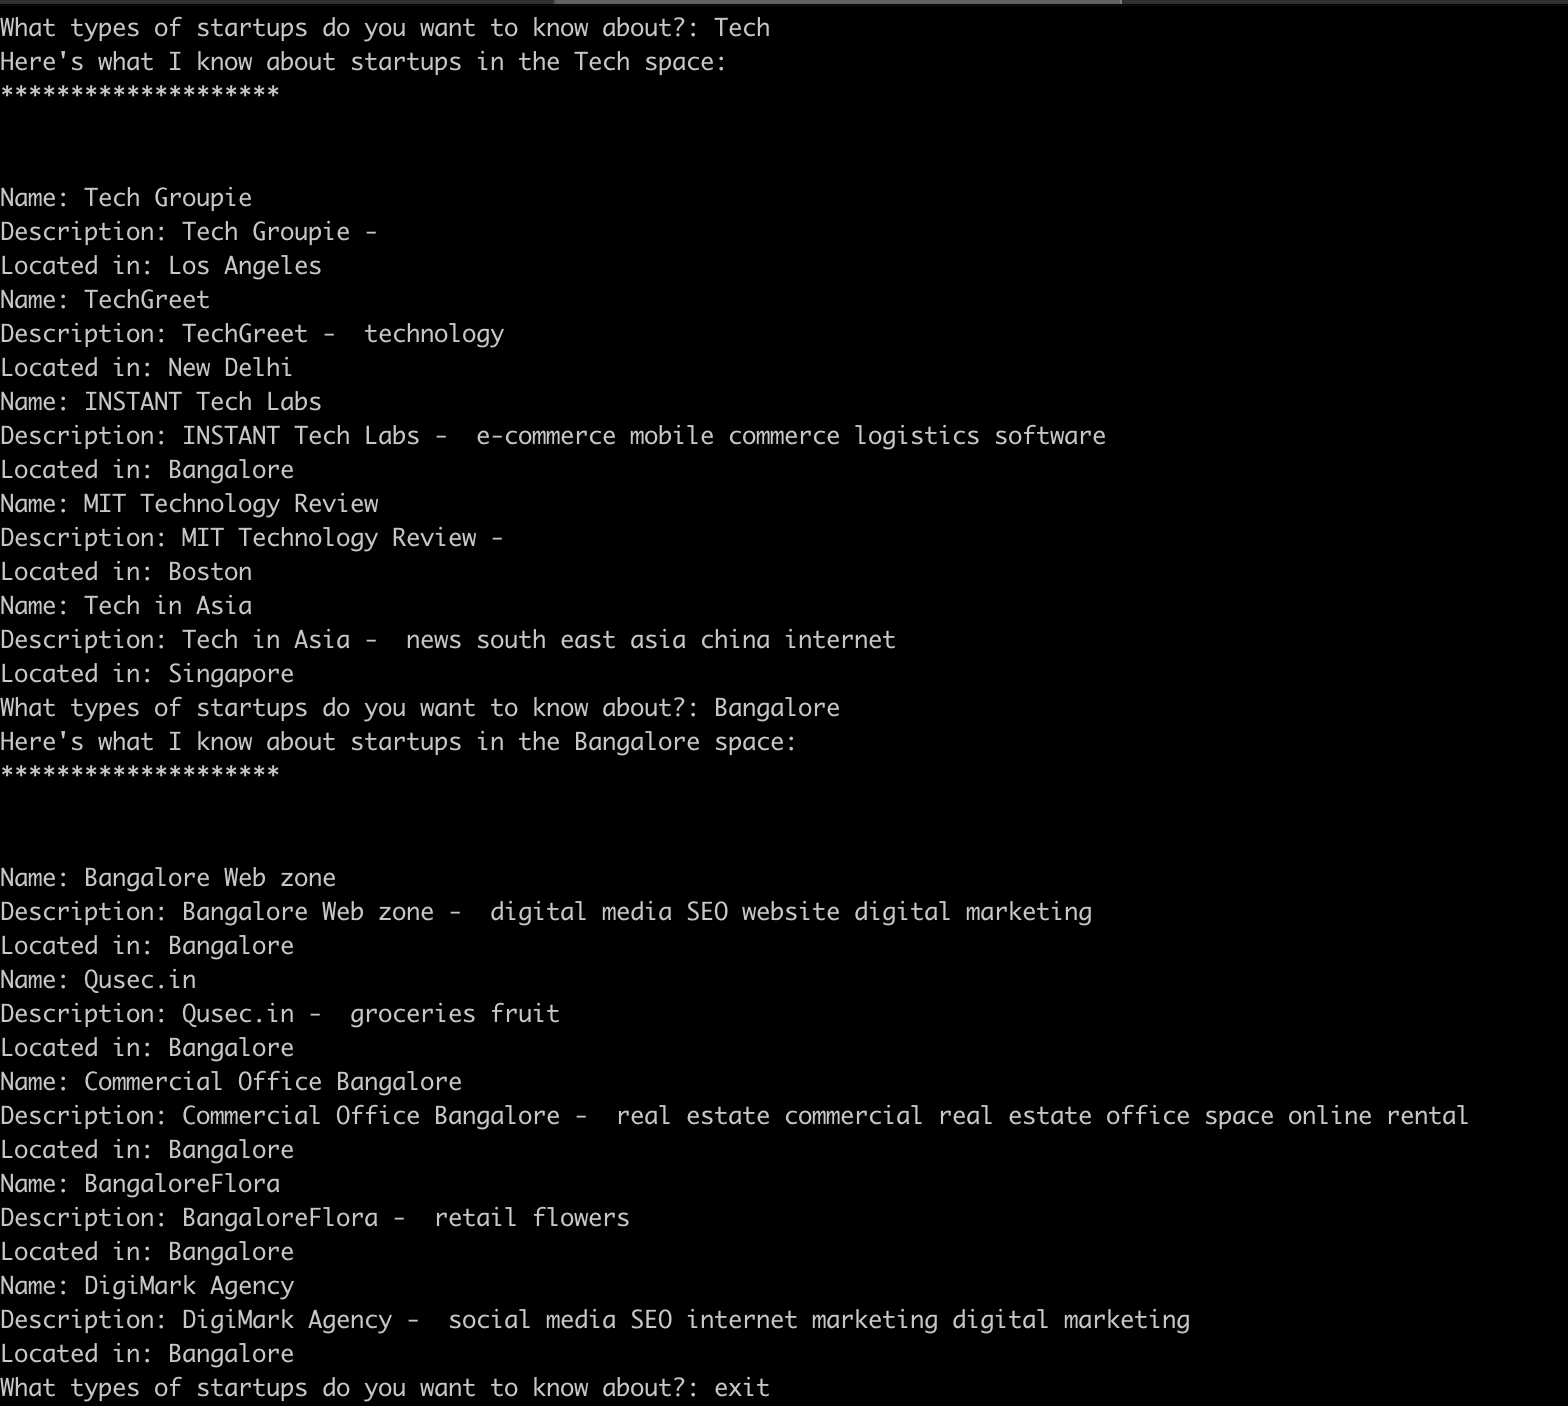 What types of startups do you want to know about?: Tech
Here's what I know about startups in the Tech space:
********************
Name: Tech Groupie
Description: Tech Groupie -
Located in: Los Angeles
Name: TechGreet
Description: TechGreet -  technology
Located in: New Delhi
Name: INSTANT Tech Labs
Description: INSTANT Tech Labs -  e-commerce mobile commerce logistics software
Located in: Bangalore
Name: MIT Technology Review
Description: MIT Technology Review -
Located in: Boston
Name: Tech in Asia
Description: Tech in Asia -  news south east asia china internet
Located in: Singapore
What types of startups do you want to know about?: Bangalore
Here's what I know about startups in the Bangalore space:
********************
Name: Bangalore Web zone
Description: Bangalore Web zone -  digital media SEO website digital marketing
Located in: Bangalore
Name: Qusec.in
Description: Qusec.in -  groceries fruit
Located in: Bangalore
Name: Commercial Office Bangalore
Description: Commercial Office Bangalore -  real estate commercial real estate office space online rental
Located in: Bangalore
Name: BangaloreFlora
Description: BangaloreFlora -  retail flowers
Located in: Bangalore
Name: DigiMark Agency
Description: DigiMark Agency -  social media SEO internet marketing digital marketing
Located in: Bangalore
What types of startups do you want to know about?: exit